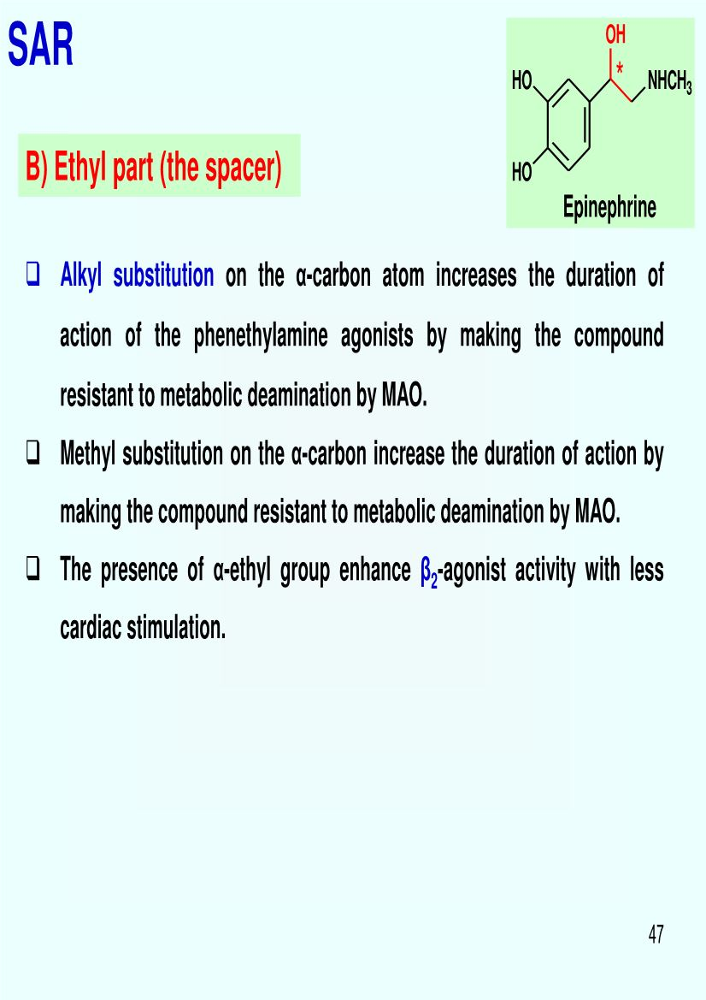 SAR
OH
*
HO
NHCH3
HO
Epinephrine
B) Ethyl part (the spacer)
❑ Alkyl substitution on the α-carbon atom increases the duration of
action of the phenethylamine agonists by making the compound
resistant to metabolic deamination by MAO.
❑ Methyl substitution on the α-carbon increase the duration of action by
making the compound resistant to metabolic deamination by MAO.
❑ The presence of α-ethyl group enhance β2-agonist activity with less
cardiac stimulation.
47